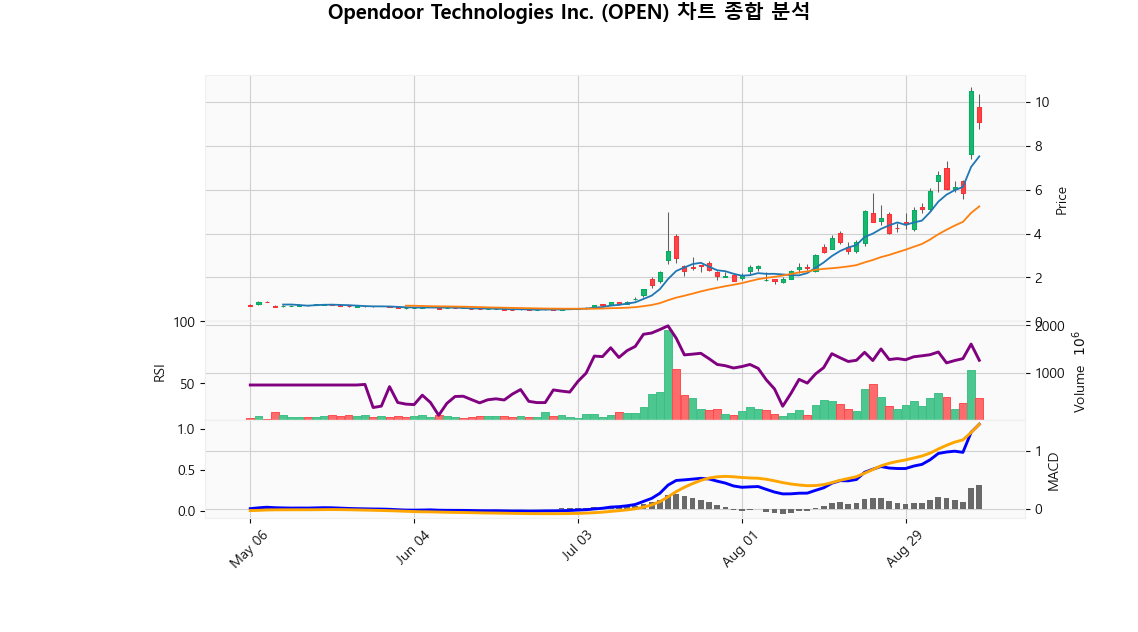 Opendoor Technologies Inc. (OPEN) 차트 종합 분석
10
8
6
4
2
0
Price
100
50
RSI
2000
1000
Volume 10^6
1.0
0.5
0.0
1
0
MACD
May 06
Jun 04
Jul 03
Aug 01
Aug 29